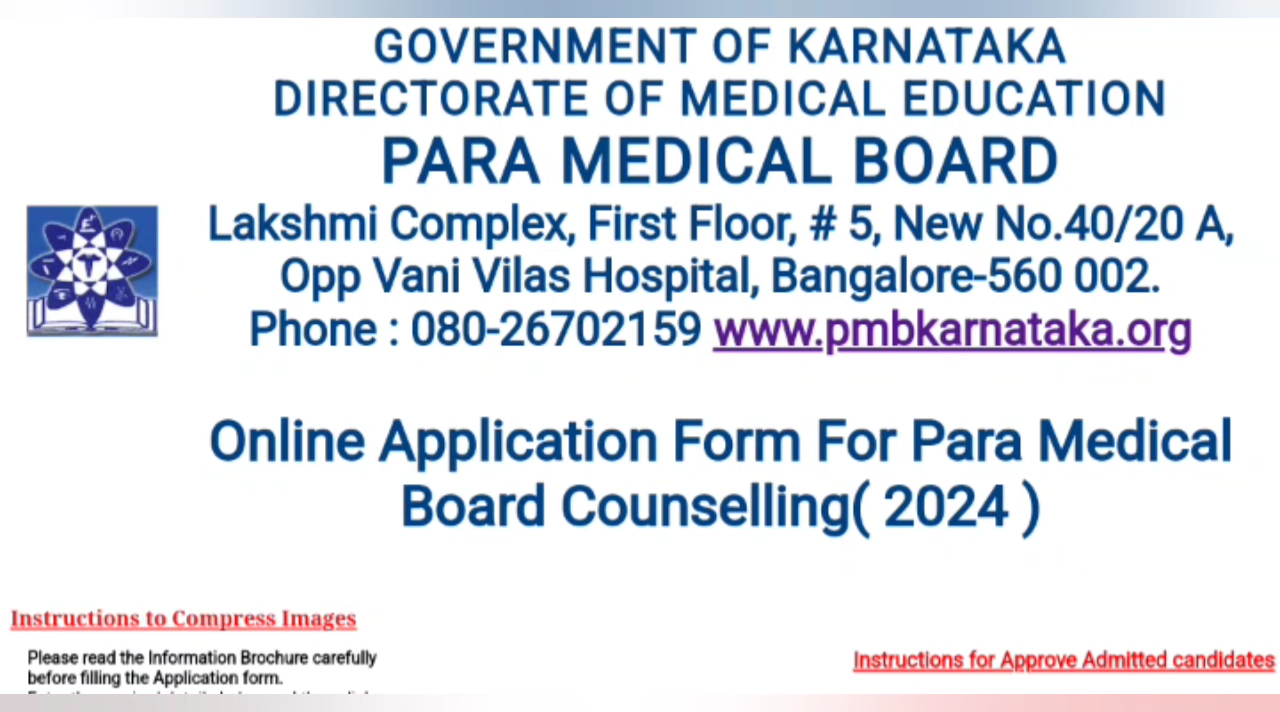 GOVERNMENT OF KARNATAKA
DIRECTORATE OF MEDICAL EDUCATION
PARA MEDICAL BOARD
Lakshmi Complex, First Floor, # 5, New No.40/20 A,
Opp Vani Vilas Hospital, Bangalore-560 002.
Phone : 080-26702159 www.pmbkarnataka.org
Online Application Form For Para Medical
Board Counselling( 2024 )
Instructions to Compress Images
Please read the Information Brochure carefully
before filling the Application form.
Instructions for Approve Admitted candidates